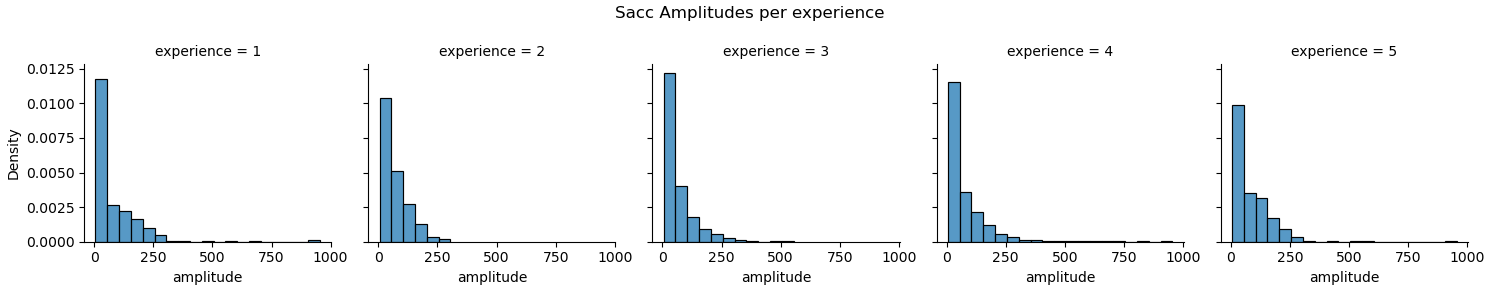 Sacc Amplitudes per experience
experience = 1
experience = 2
experience = 3
experience = 4
experience = 5
0.0125
0.0100
0.0075
0.0050
0.0025
0.0000
Density
0 250 500 750 1000
0 250 500 750 1000
0 250 500 750 1000
0 250 500 750 1000
0 250 500 750 1000
amplitude
amplitude
amplitude
amplitude
amplitude